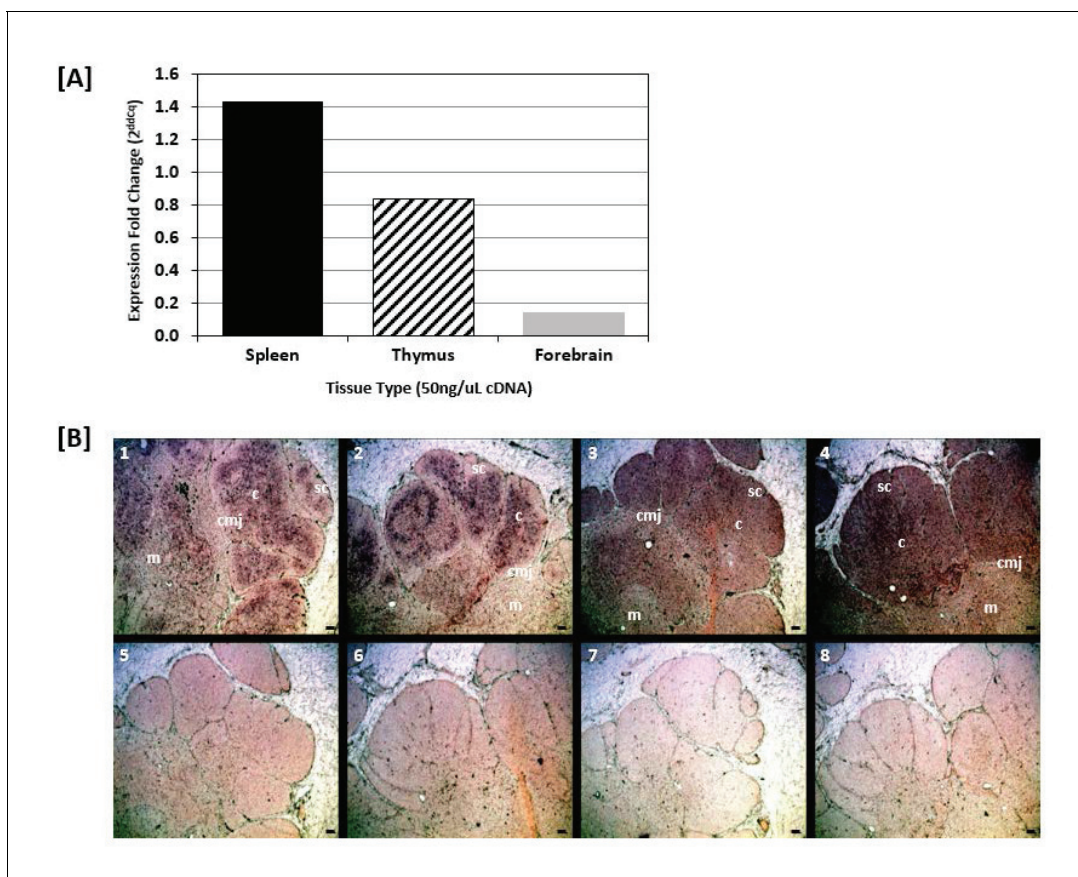 [A]
Expression Fold Change (2^ddCq)
1.6
1.4
1.2
1.0
0.8
0.6
0.4
0.2
0.0
Spleen Thymus Forebrain
Tissue Type (50ng/uL cDNA)
[B]
1
c
sc
cmj
m
2
sc
c
cmj
m
3
sc
cmj
c
m
4
sc
c
cmj
m
5
6
7
8